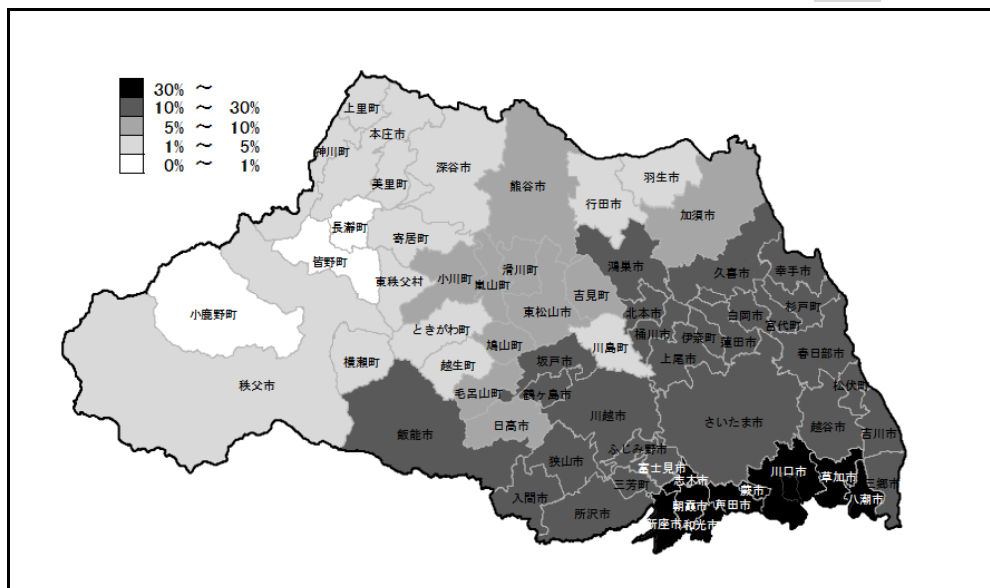 30% ～
10% ～ 30%
5% ～ 10%
1% ～ 5%
0% ～ 1%
上里町
本庄市
神川町
深谷市
美里町
熊谷市
羽生市
行田市
加須市
長瀞町
寄居町
皆野町
東秩父村
小川町
嵐山町
滑川町
吉見町
鴻巣市
久喜市
幸手市
小鹿野町
東松山市
北本市
白岡市
杉戸町
宮代町
ときがわ町
鳩山町
川島町
桶川市
伊奈町
蓮田市
横瀬町
越生町
坂戸市
上尾市
春日部市
秩父市
毛呂山町
鶴ヶ島市
松伏町
飯能市
日高市
川越市
さいたま市
越谷市
吉川市
ふじみ野市
狭山市
富士見市
川口市
草加市
三郷市
志木市
三芳町
蕨市
八潮市
入間市
朝霞市
戸田市
所沢市
新座市
和光市